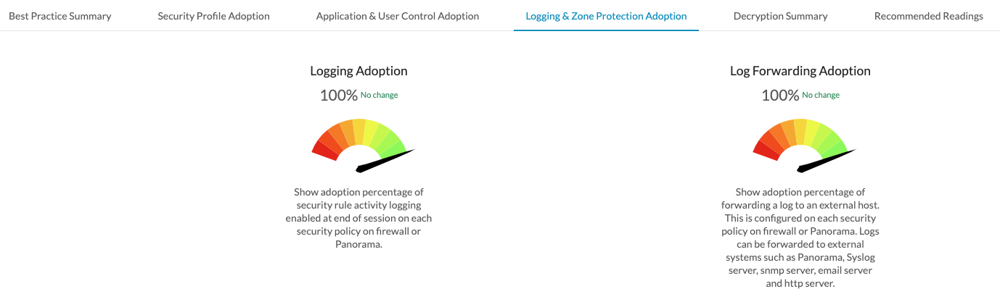 Best Practice Summary
Security Profile Adoption
Application & User Control Adoption
Logging & Zone Protection Adoption
Decryption Summary
Recommended Readings
Logging Adoption
100% No change
Show adoption percentage of
security rule activity logging
enabled at end of session on each
security policy on firewall or
Panorama.
Log Forwarding Adoption
100% No change
Show adoption percentage of
forwarding a log to an external host.
This is configured on each security
policy on firewall or Panorama. Logs
can be forwarded to external
systems such as Panorama, Syslog
server, snmp server, email server
and http server.